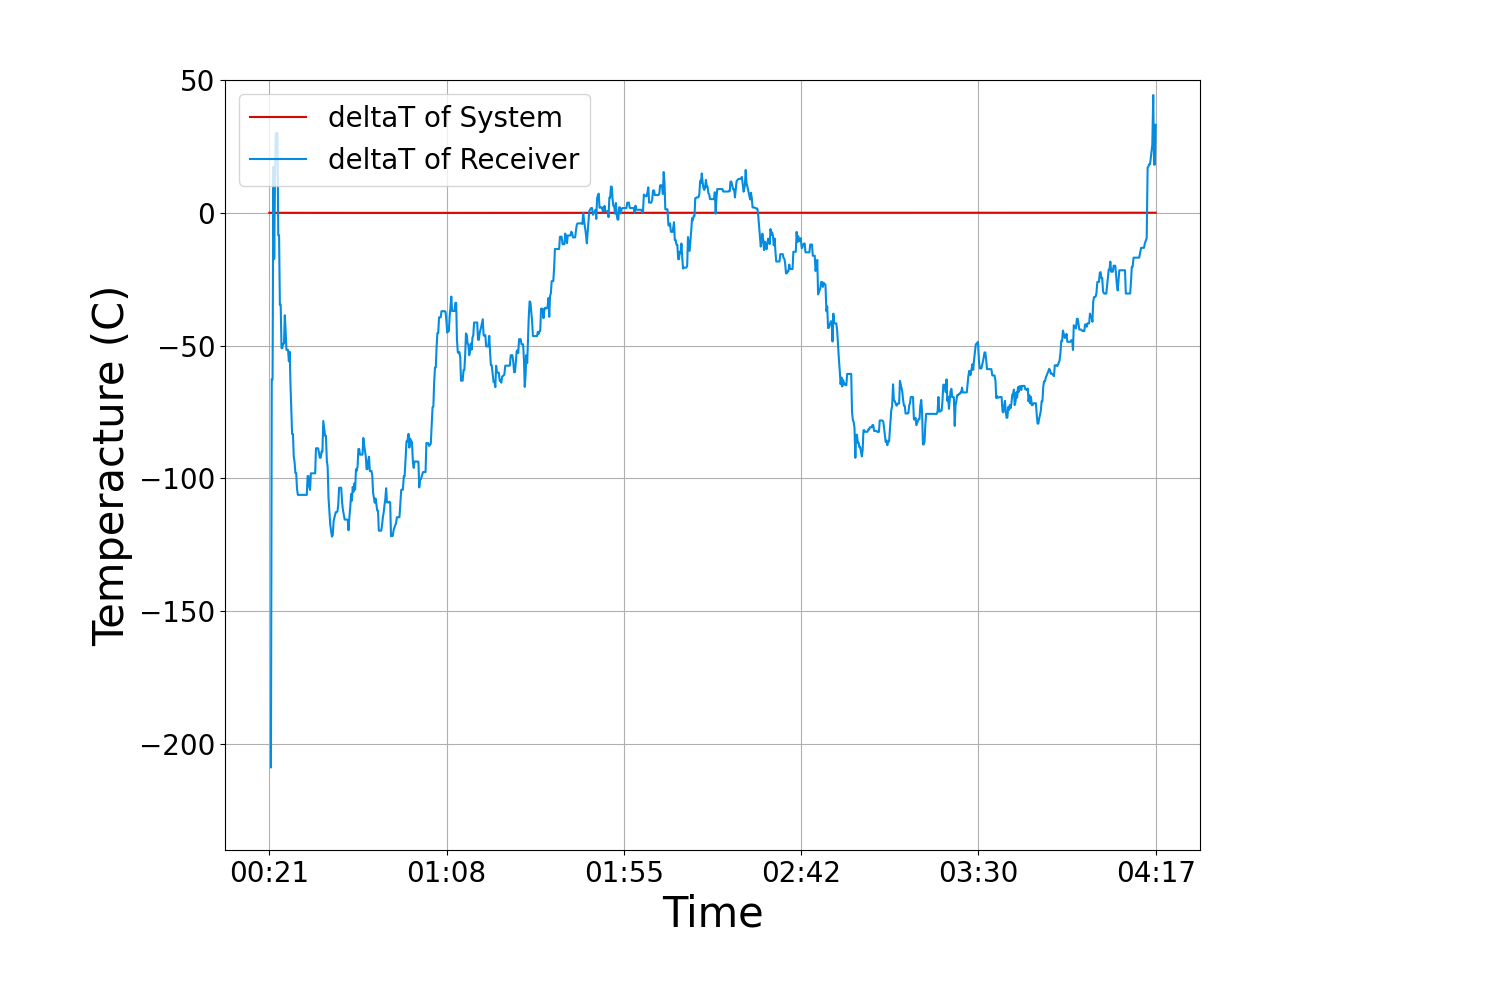 deltaT of System
deltaT of Receiver
50
0
−50
−100
−150
−200
Temperacture (C)
00:21 01:08 01:55 02:42 03:30 04:17
Time